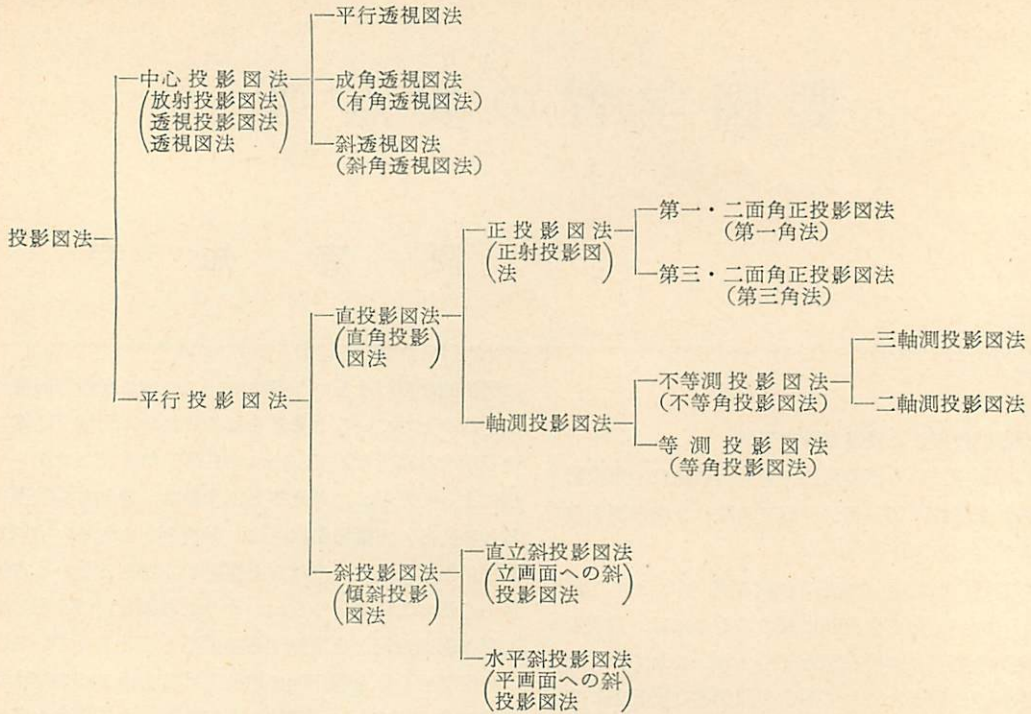 投影図法
中心投影図法
(放射投影図法
透視投影図法
透視図法)
平行透視図法
成角透視図法
(有角透視図法)
斜透視図法
(斜角透視図法)
平行投影図法
直投影図法
(直角投影
図法)
正投影図法
(正射投影図
法)
第一・二面角正投影図法
(第一角法)
第三・二面角正投影図法
(第三角法)
軸測投影図法
不等測投影図法
(不等角投影図法)
三軸測投影図法
二軸測投影図法
等測投影図法
(等角投影図法)
斜投影図法
(傾斜投影
図法)
直立斜投影図法
(立画面への斜
投影図法)
水平斜投影図法
(平画面への斜
投影図法)